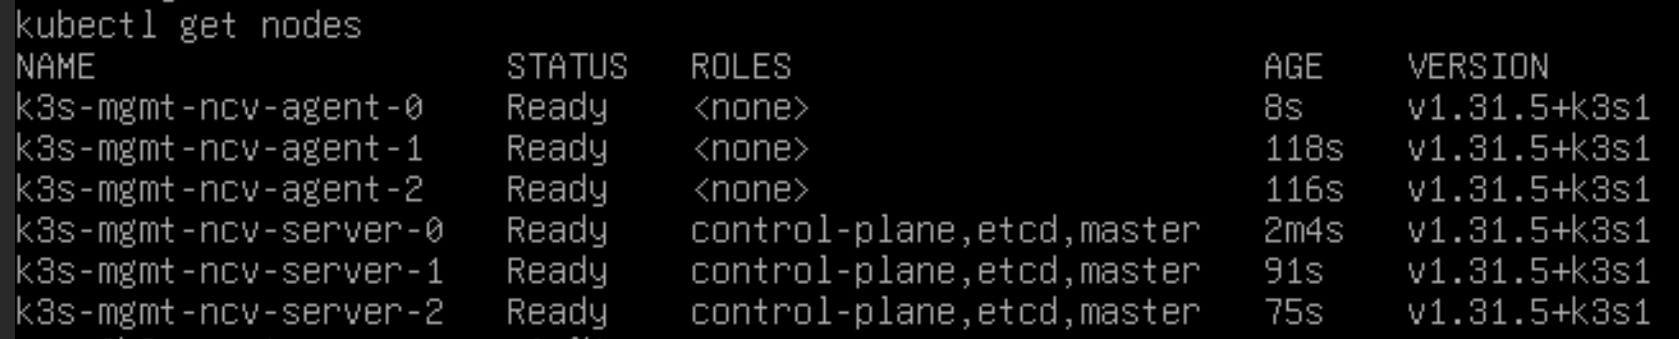 kubectl get nodes
NAME STATUS ROLES AGE VERSION
k3s-mgmt-ncv-agent-0 Ready <none> 8s v1.31.5+k3s1
k3s-mgmt-ncv-agent-1 Ready <none> 118s v1.31.5+k3s1
k3s-mgmt-ncv-agent-2 Ready <none> 116s v1.31.5+k3s1
k3s-mgmt-ncv-server-0 Ready control-plane,etcd,master 2m4s v1.31.5+k3s1
k3s-mgmt-ncv-server-1 Ready control-plane,etcd,master 91s v1.31.5+k3s1
k3s-mgmt-ncv-server-2 Ready control-plane,etcd,master 75s v1.31.5+k3s1